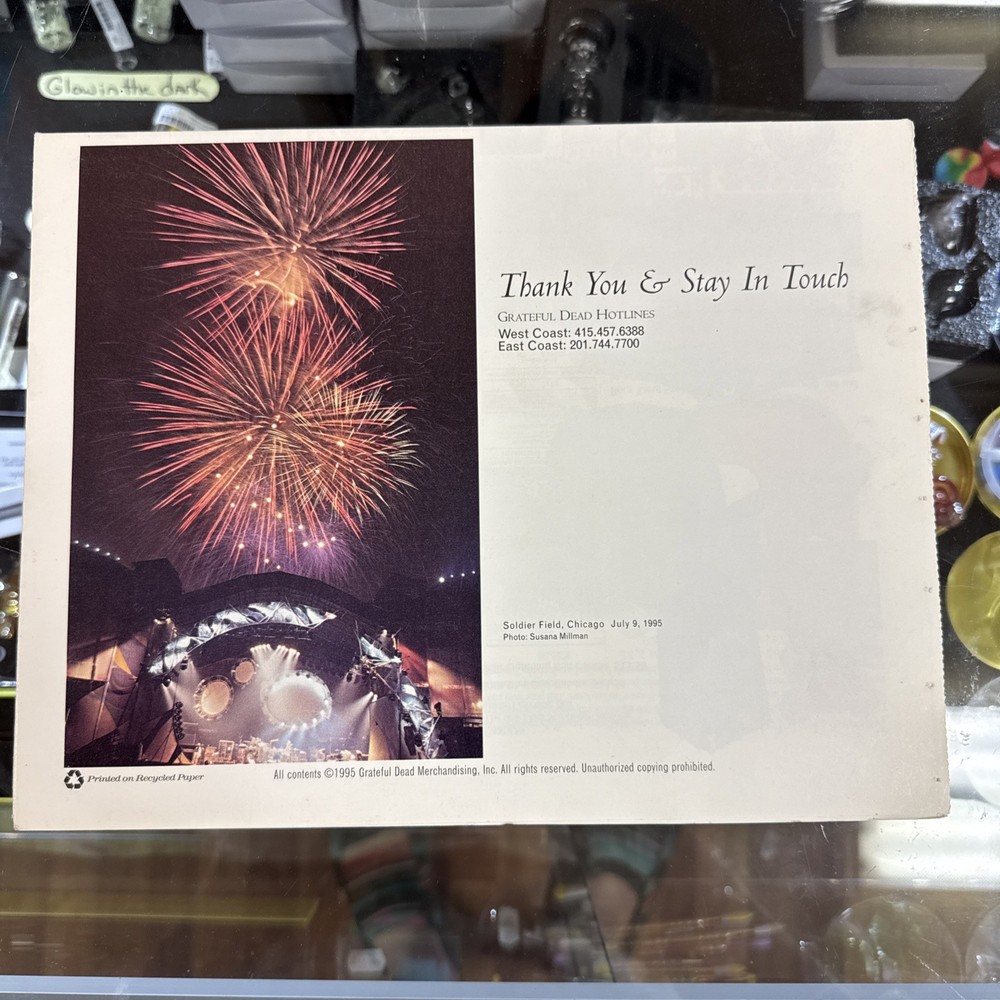 Glow in the dark
Thank You & Stay In Touch
Grateful Dead Hotlines
West Coast: 415.457.6388
East Coast: 201.744.7700
Soldier Field, Chicago July 9, 1995
Photo: Susana Millman
Printed on Recycled Paper
All contents ©1995 Grateful Dead Merchandising, Inc. All rights reserved. Unauthorized copying prohibited.